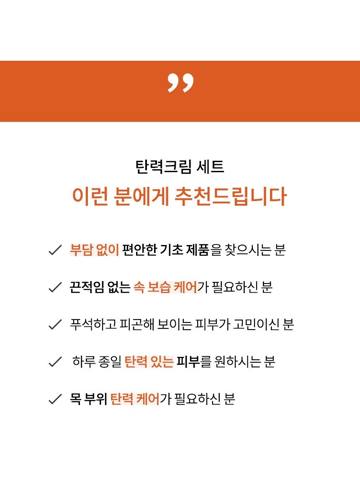 ”
탄력크림 세트
이런 분에게 추천드립니다
부담 없이 편안한 기초 제품을 찾으시는 분
끈적임 없는 속 보습 케어가 필요하신 분
푸석하고 피곤해 보이는 피부가 고민이신 분
하루 종일 탄력 있는 피부를 원하시는 분
목 부위 탄력 케어가 필요하신 분